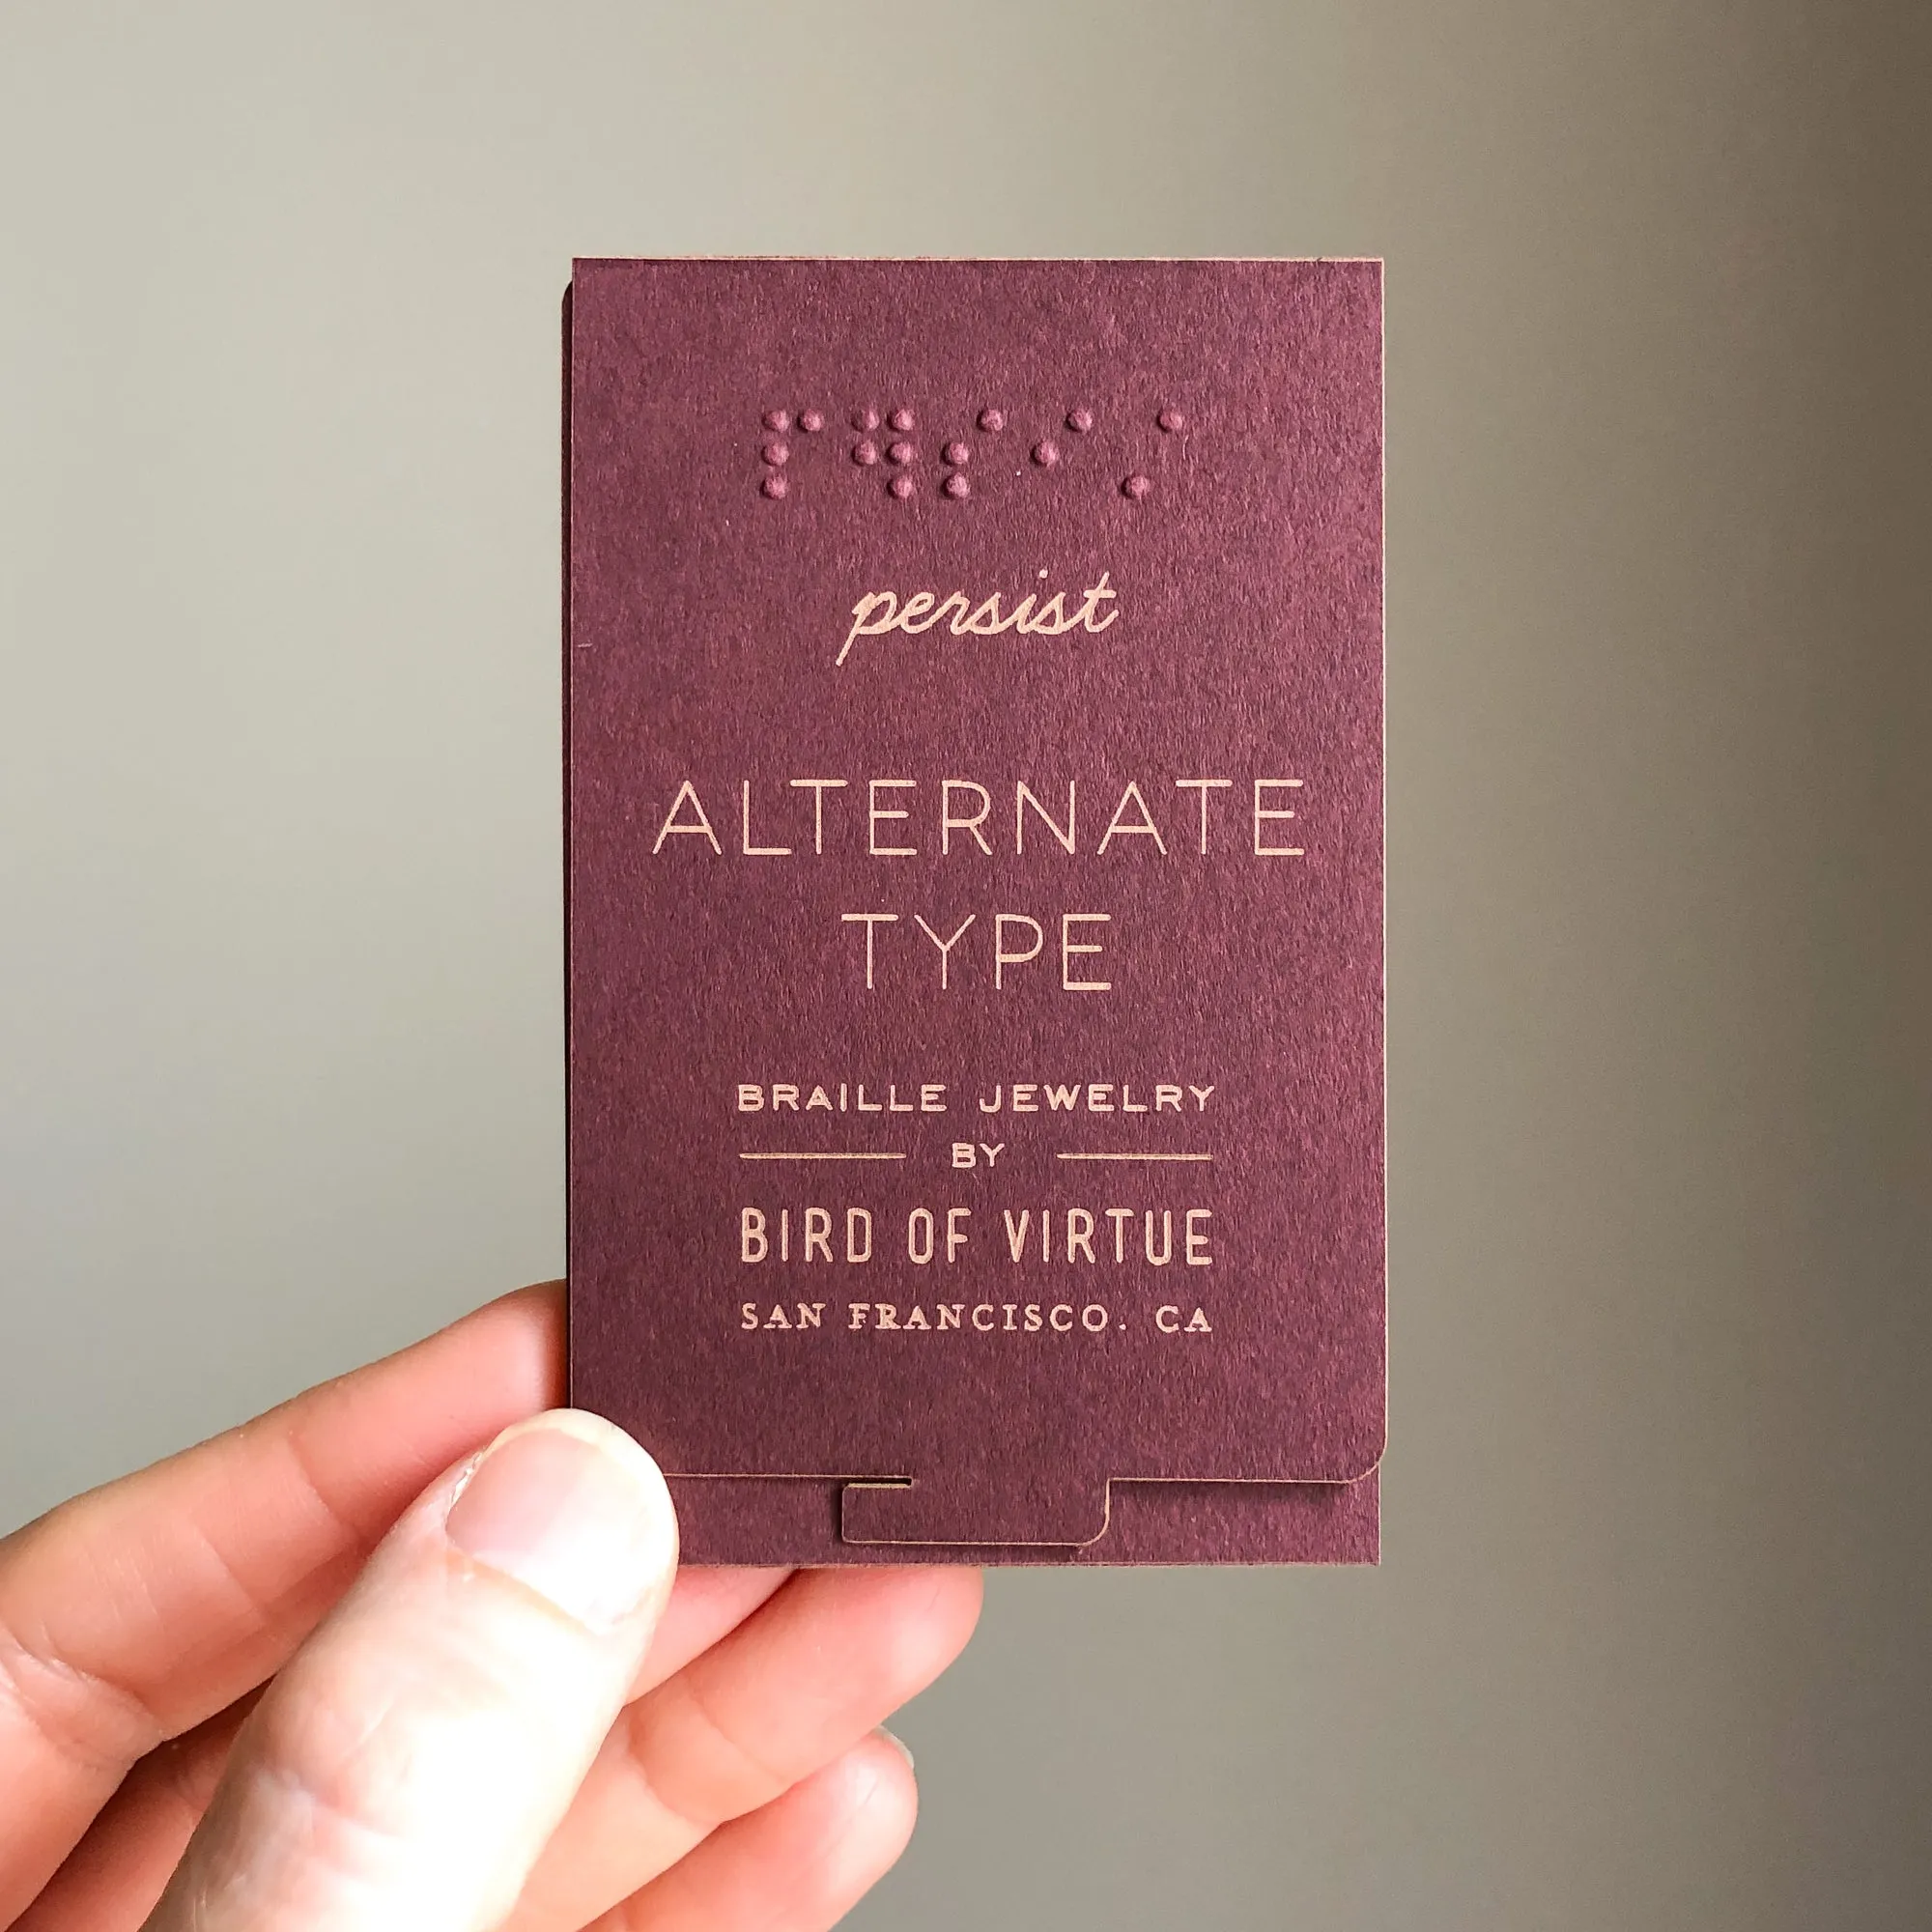 ⠏⠻⠎⠊⠌
persist
ALTERNATE
TYPE
BRAILLE JEWELRY
BY
BIRD OF VIRTUE
SAN FRANCISCO. CA